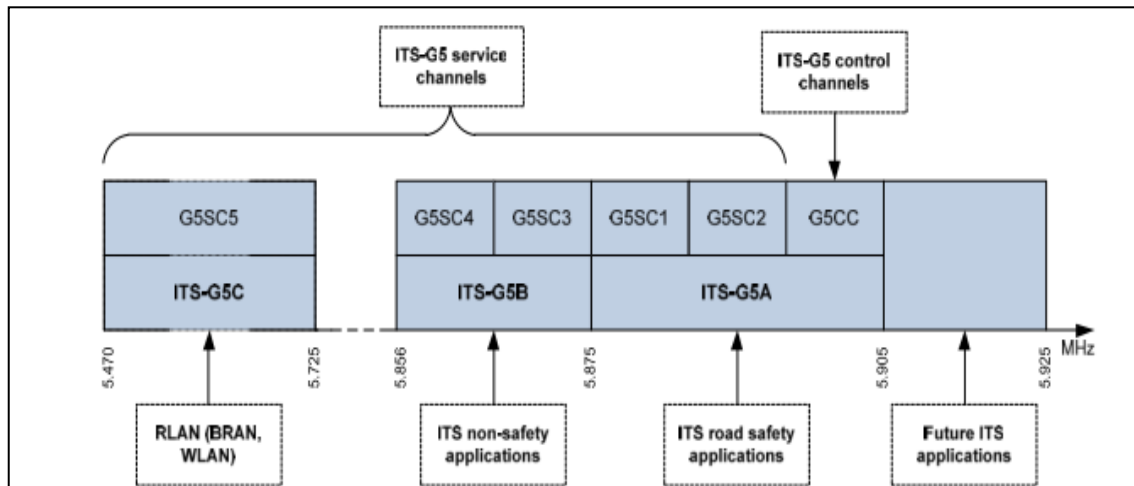 ITS-G5 service
channels
ITS-G5 control
channels
G5SC5
G5SC4
G5SC3
G5SC1
G5SC2
G5CC
ITS-G5C
ITS-G5B
ITS-G5A
MHz
5.470
5.725
5.856
5.875
5.905
5.925
RLAN (BRAN,
WLAN)
ITS non-safety
applications
ITS road safety
applications
Future ITS
applications